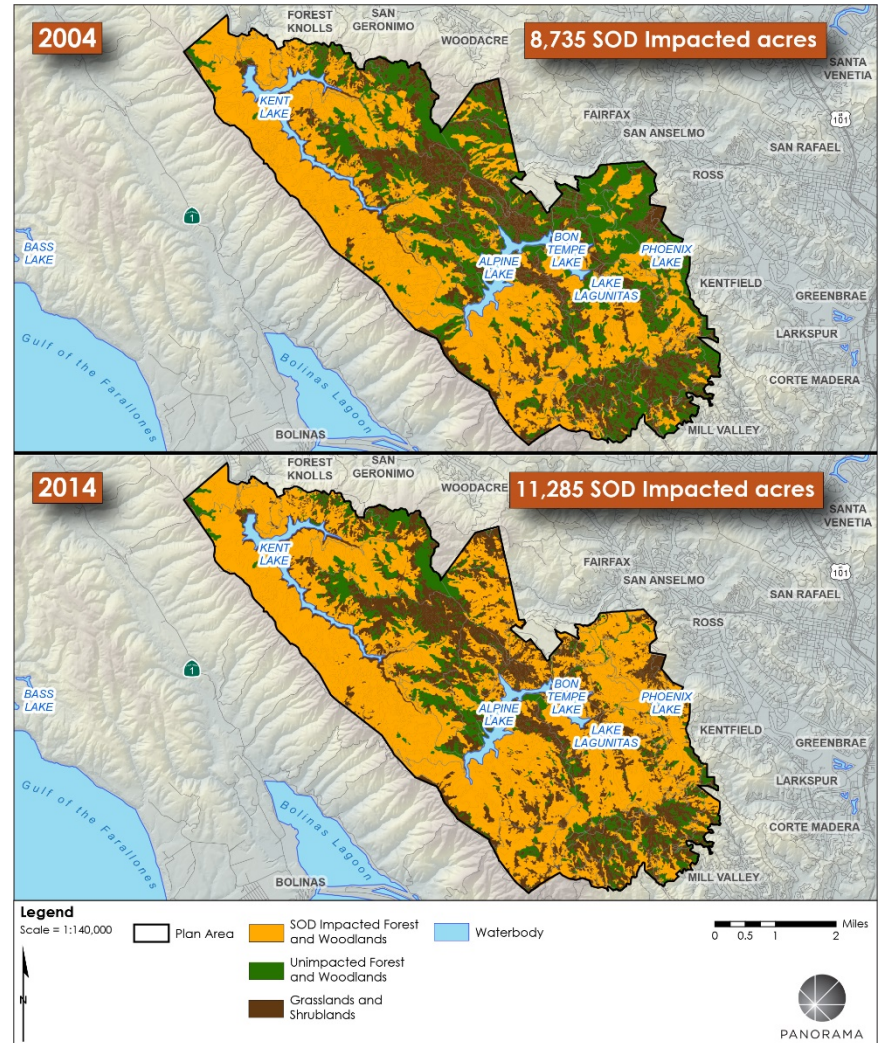 2004
8,735 SOD Impacted acres
FOREST
KNOLLS
SAN
GERONIMO
WOODACRE
SANTA
VENETIA
KENT
LAKE
FAIRFAX
101
SAN ANSELMO
SAN RAFAEL
ROSS
1
BASS
LAKE
BON
TEMPE
LAKE
PHOENIX
LAKE
ALPINE
LAKE
LAKE
LAGUNITAS
KENTFIELD
GREENBRAE
Gulf of the Farallones
Bolinas Lagoon
LARKSPUR
CORTE MADERA
BOLINAS
MILL VALLEY
2014
11,285 SOD Impacted acres
FOREST
KNOLLS
SAN
GERONIMO
WOODACRE
SANTA
VENETIA
KENT
LAKE
FAIRFAX
101
SAN ANSELMO
SAN RAFAEL
ROSS
1
BASS
LAKE
BON
TEMPE
LAKE
PHOENIX
LAKE
ALPINE
LAKE
LAKE
LAGUNITAS
KENTFIELD
GREENBRAE
Gulf of the Farallones
Bolinas Lagoon
LARKSPUR
CORTE MADERA
BOLINAS
MILL VALLEY
Legend
Scale = 1:140,000
Plan Area
SOD Impacted Forest
and Woodlands
Waterbody
Unimpacted Forest
and Woodlands
Grasslands and
Shrublands
Miles
0 0.5 1 2
N
PANORAMA